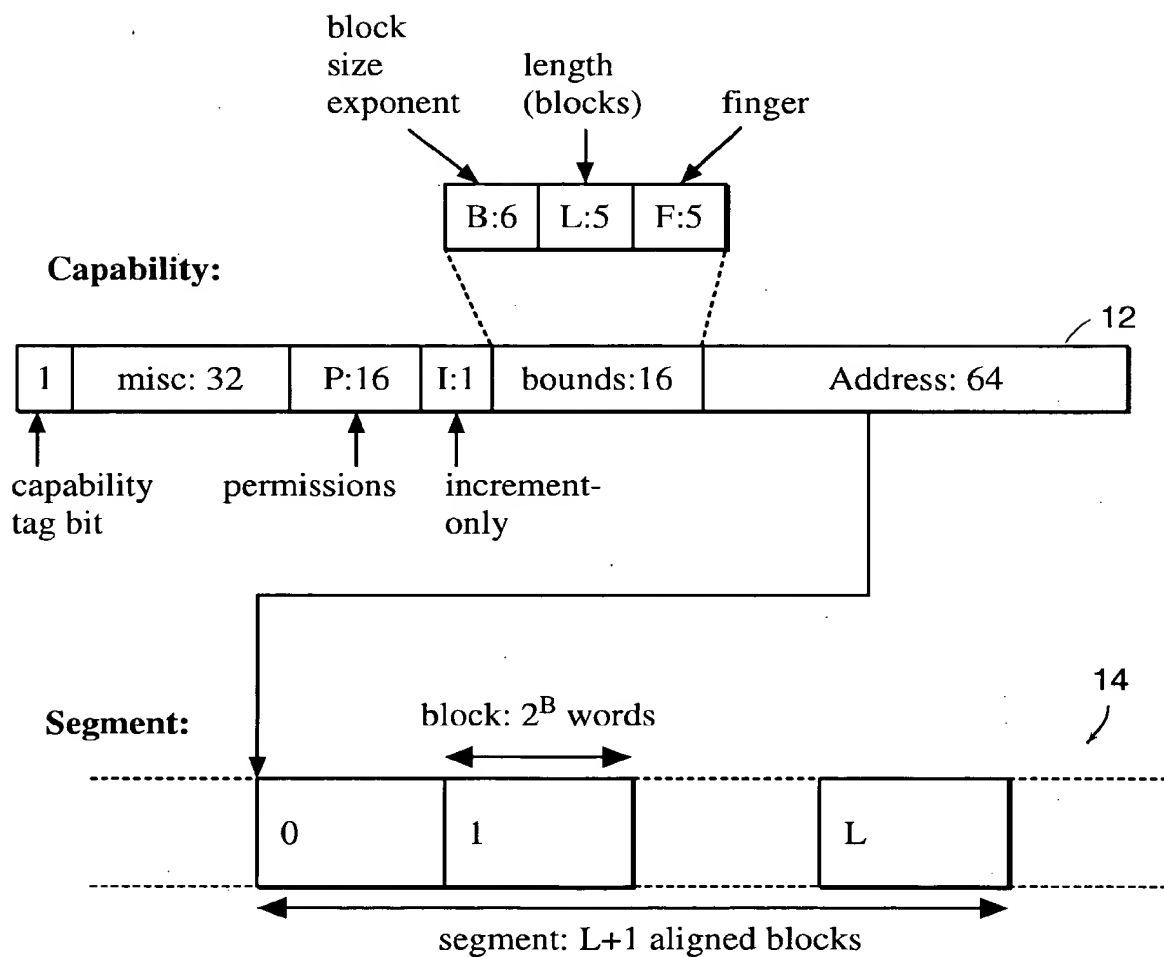 block
size
exponent
length
(blocks)
finger
B:6 L:5 F:5
Capability:
12
1 misc: 32 P:16 I:1 bounds:16 Address: 64
capability
tag bit
permissions
increment-
only
Segment:
block: 2^B words
14
0 1 L
segment: L+1 aligned blocks